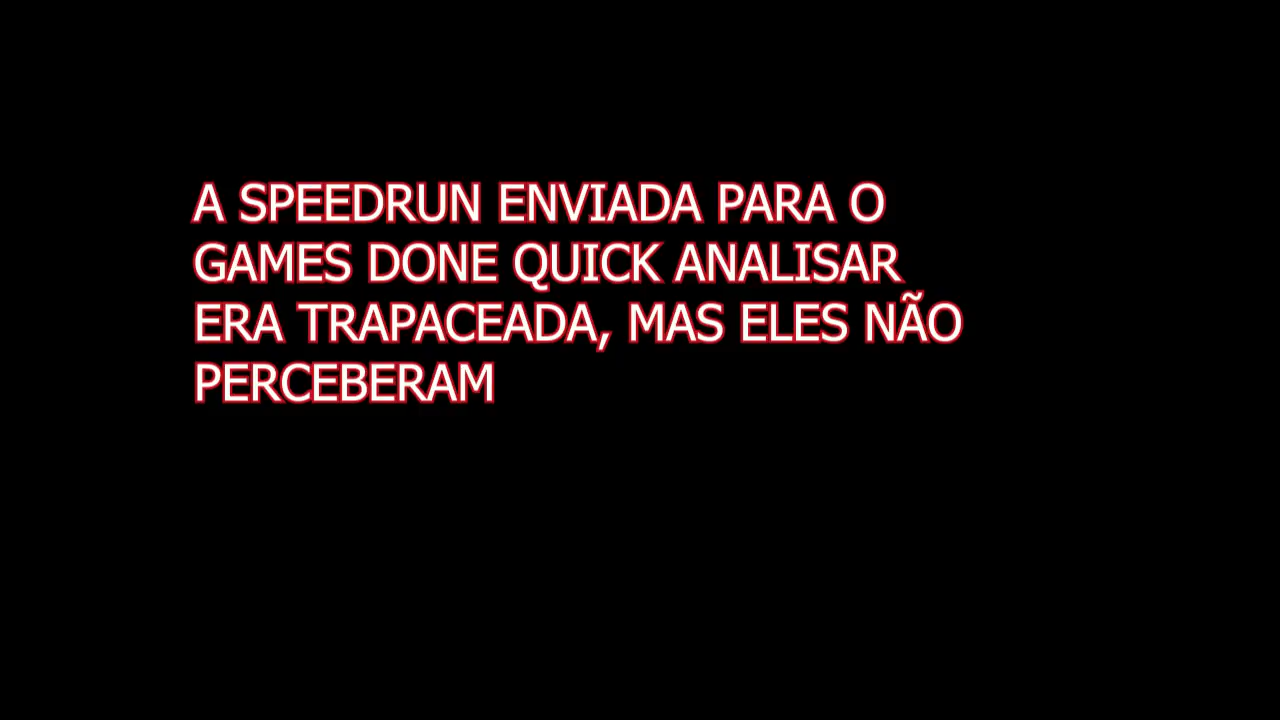 A SPEEDRUN ENVIADA PARA O
GAMES DONE QUICK ANALISAR
ERA TRAPACEADA, MAS ELES NÃO
PERCEBERAM